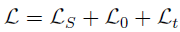 ℒ = ℒ_S + ℒ_0 + ℒ_t